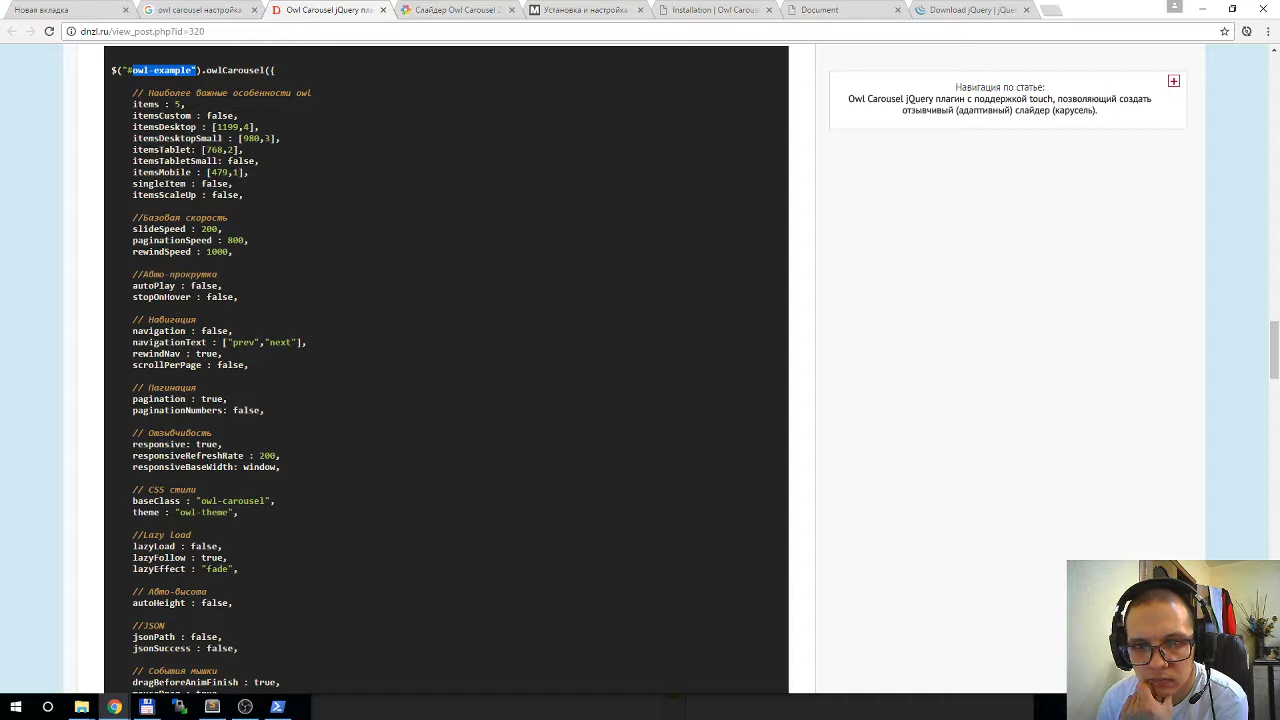 Новая вкладка
owl carousel настройка
Owl Carousel jQuery пл
Слайдер Owl Carousel 2
Установка и настройка
Installation | Owl Carous
Document
Download jQuery | jQuer
dnzl.ru/view_post.php?id=320
$("#owl-example").owlCarousel({
// Наиболее важные особенности owl
items : 5,
itemsCustom : false,
itemsDesktop : [1199,4],
itemsDesktopSmall : [980,3],
itemsTablet: [768,2],
itemsTabletSmall: false,
itemsMobile : [479,1],
singleItem : false,
itemsScaleUp : false,
//Базовая скорость
slideSpeed : 200,
paginationSpeed : 800,
rewindSpeed : 1000,
//Авто-прокрутка
autoPlay : false,
stopOnHover : false,
// Навигация
navigation : false,
navigationText : ["prev","next"],
rewindNav : true,
scrollPerPage : false,
// Пагинация
pagination : true,
paginationNumbers: false,
// Отзывчивость
responsive: true,
responsiveRefreshRate : 200,
responsiveBaseWidth: window,
// CSS стили
baseClass : "owl-carousel",
theme : "owl-theme",
//Lazy load
lazyLoad : false,
lazyFollow : true,
lazyEffect : "fade",
// Авто-высота
autoHeight : false,
//JSON
jsonPath : false,
jsonSuccess : false,
// События мышки
dragBeforeAnimFinish : true,
Навигация по статье:
Owl Carousel jQuery плагин с поддержкой touch, позволяющий создать
отзывчивый (адаптивный) слайдер (карусель).